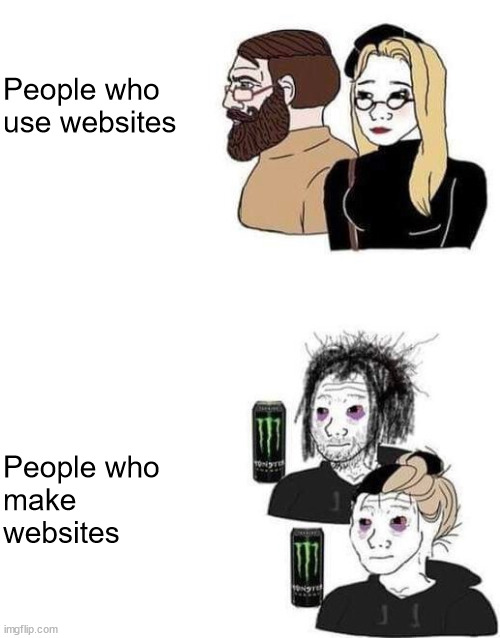 People who
use websites
MONSTER
People who
make
websites
MONSTER
imgflip.com